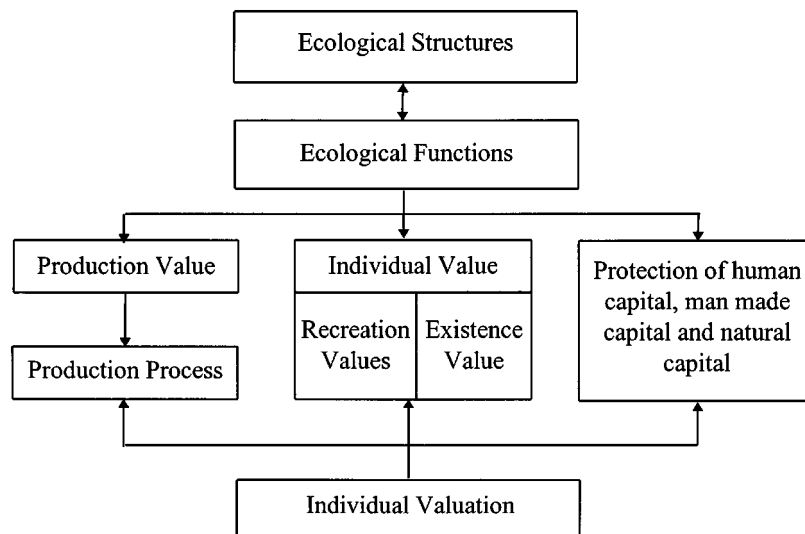 Ecological Structures
Ecological Functions
Production Value
Individual Value
Protection of human
capital, man made
capital and natural
capital
Recreation
Values
Existence
Value
Production Process
Individual Valuation